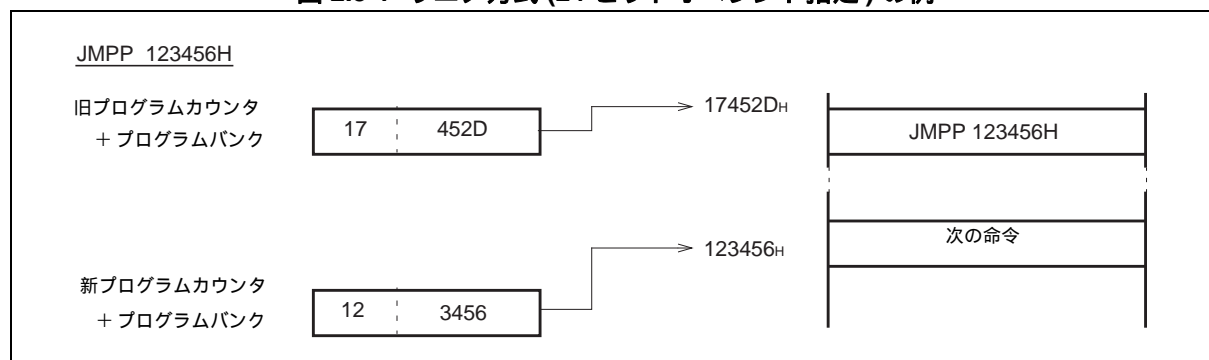 JMPP 123456H
旧プログラムカウンタ
＋ プログラムバンク
17 452D
17452DH
JMPP 123456H
次の命令
123456H
新プログラムカウンタ
＋ プログラムバンク
12 3456